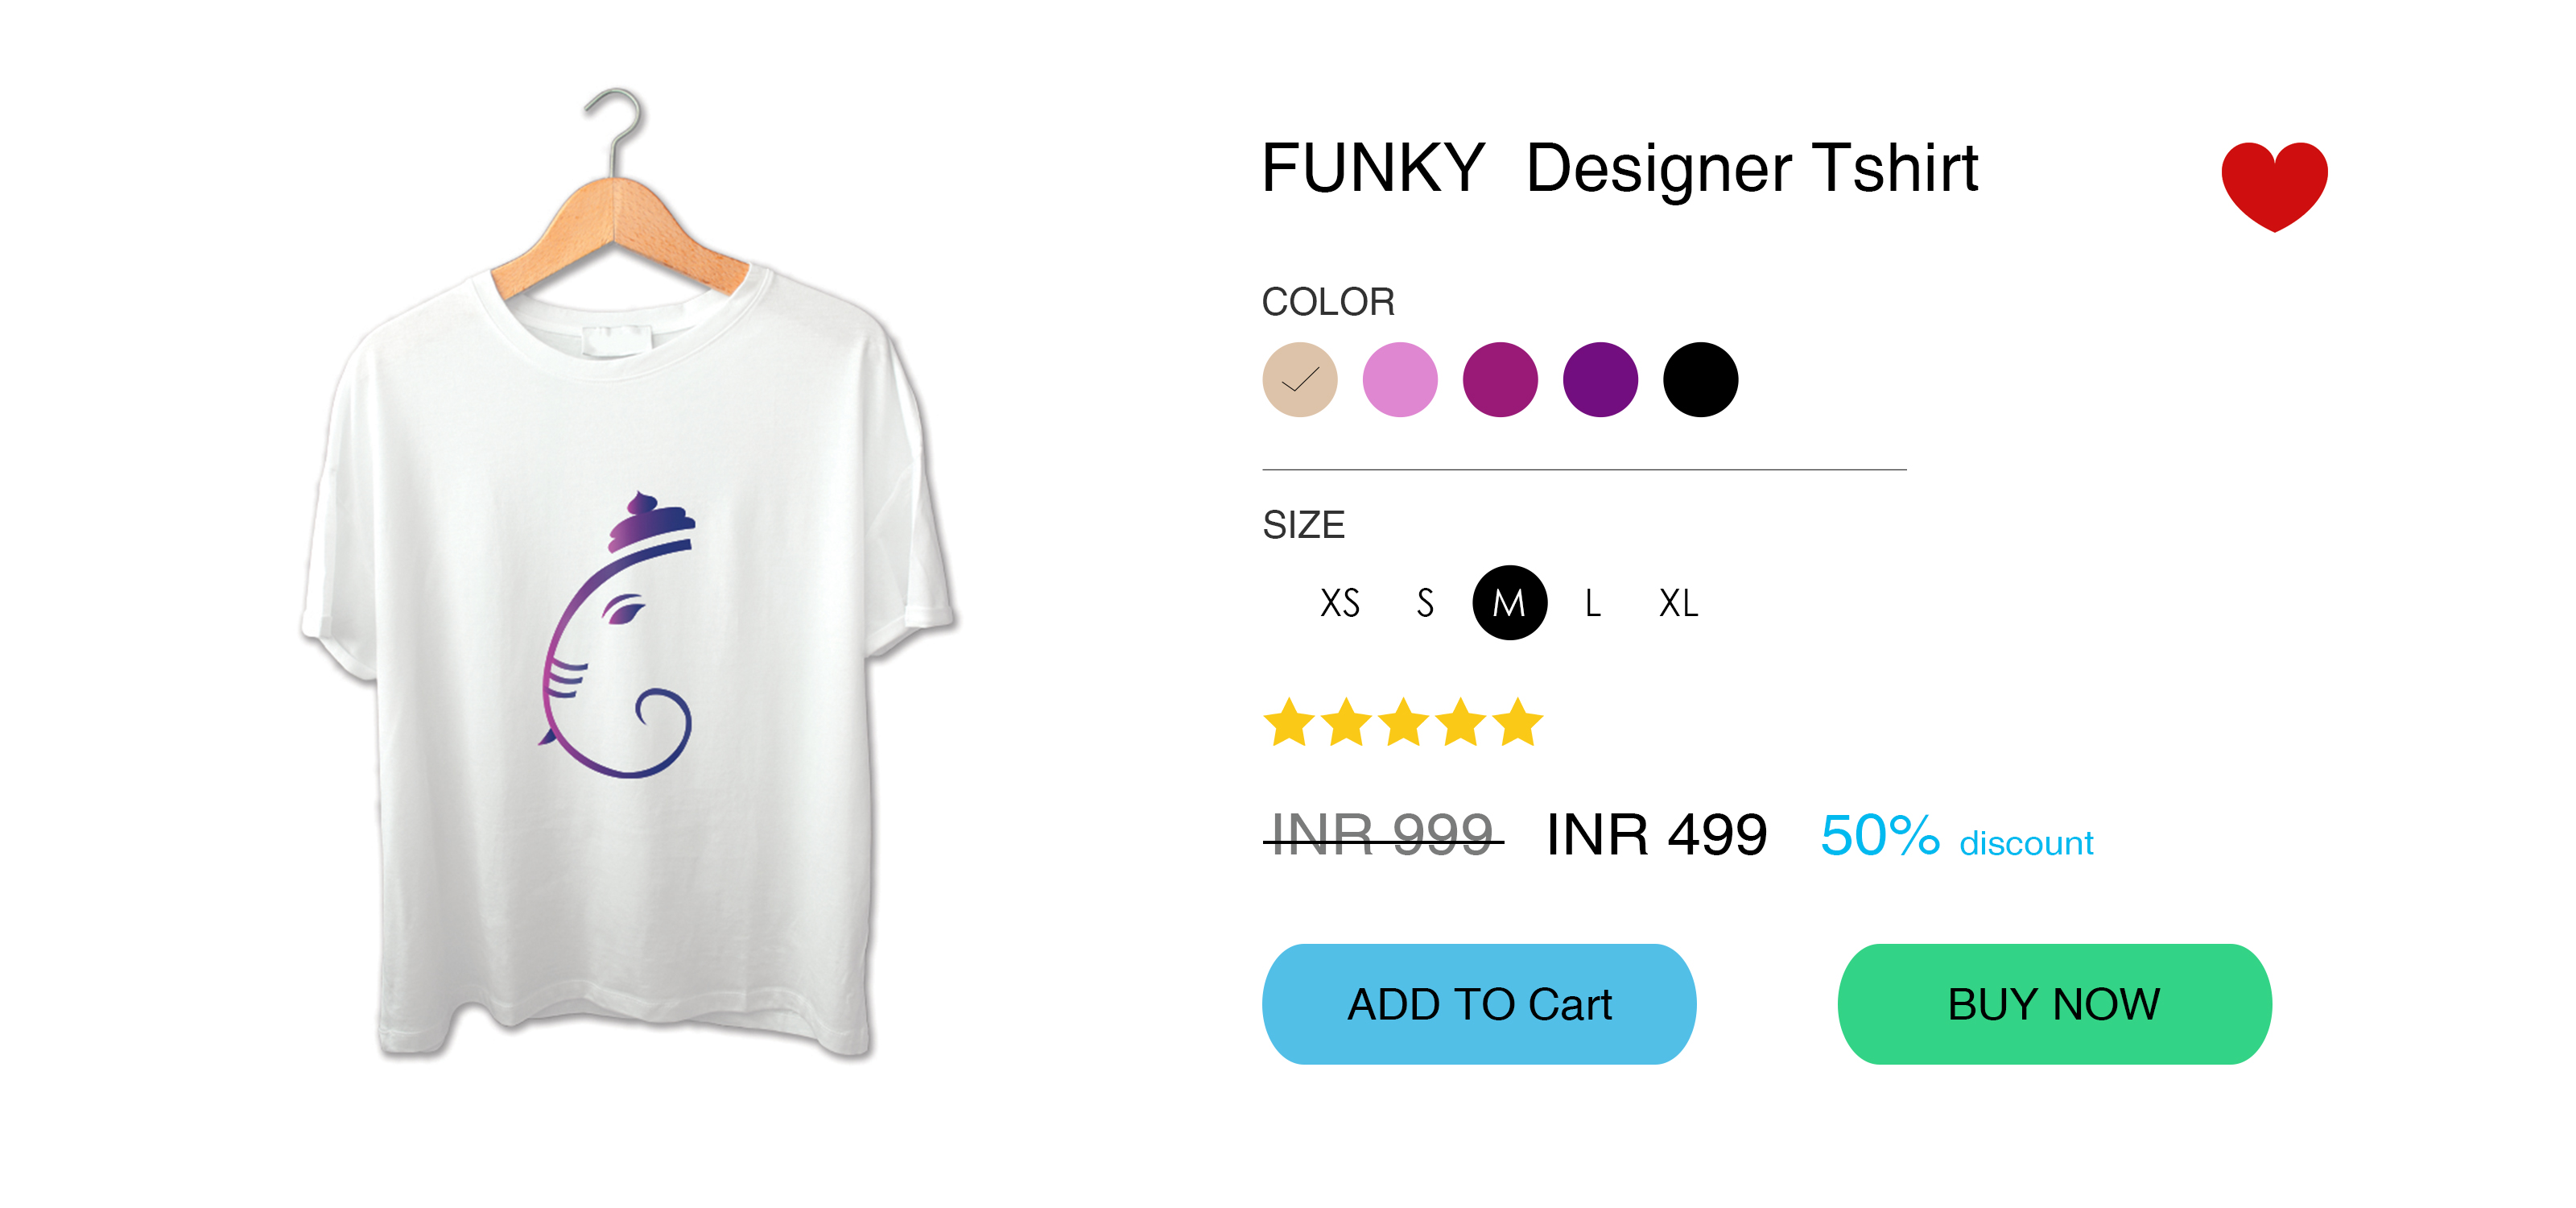 FUNKY Designer Tshirt
COLOR
SIZE
XS S M L XL
INR 999 INR 499 50% discount
ADD TO Cart BUY NOW